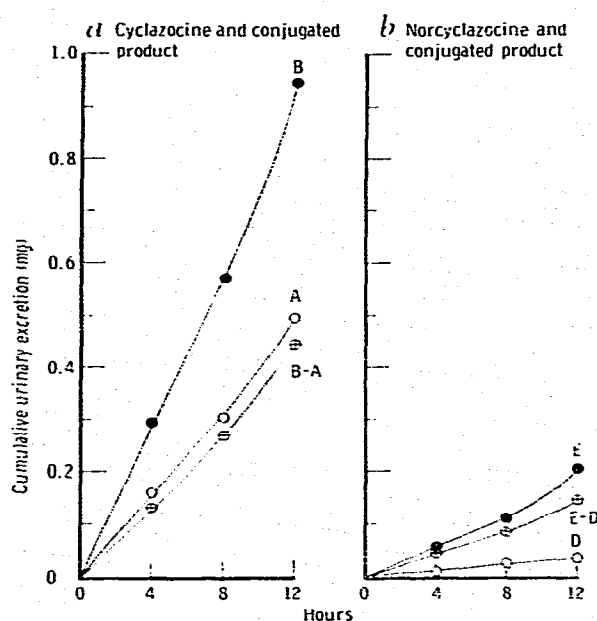 a Cyclazocine and conjugated
product
b Norcyclazocine and
conjugated product
Cumulative urinary excretion (mg)
1.0
0.8
0.6
0.4
0.2
0
B
A
B-A
E
E-D
D
0 4 8 12
0 4 8 12
Hours